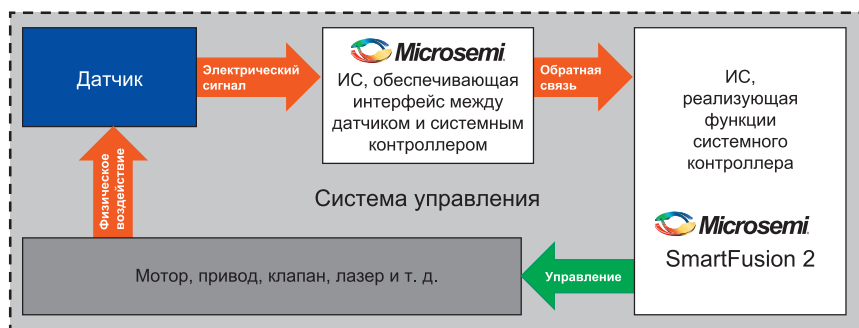 Датчик
Электрический
сигнал
Microsemi
ИС, обеспечивающая
интерфейс между
датчиком и системным
контроллером
Обратная
связь
ИС,
реализующая
функции
системного
контроллера
Microsemi
SmartFusion 2
Физическое
воздействие
Система управления
Мотор, привод, клапан, лазер и т. д.
Управление